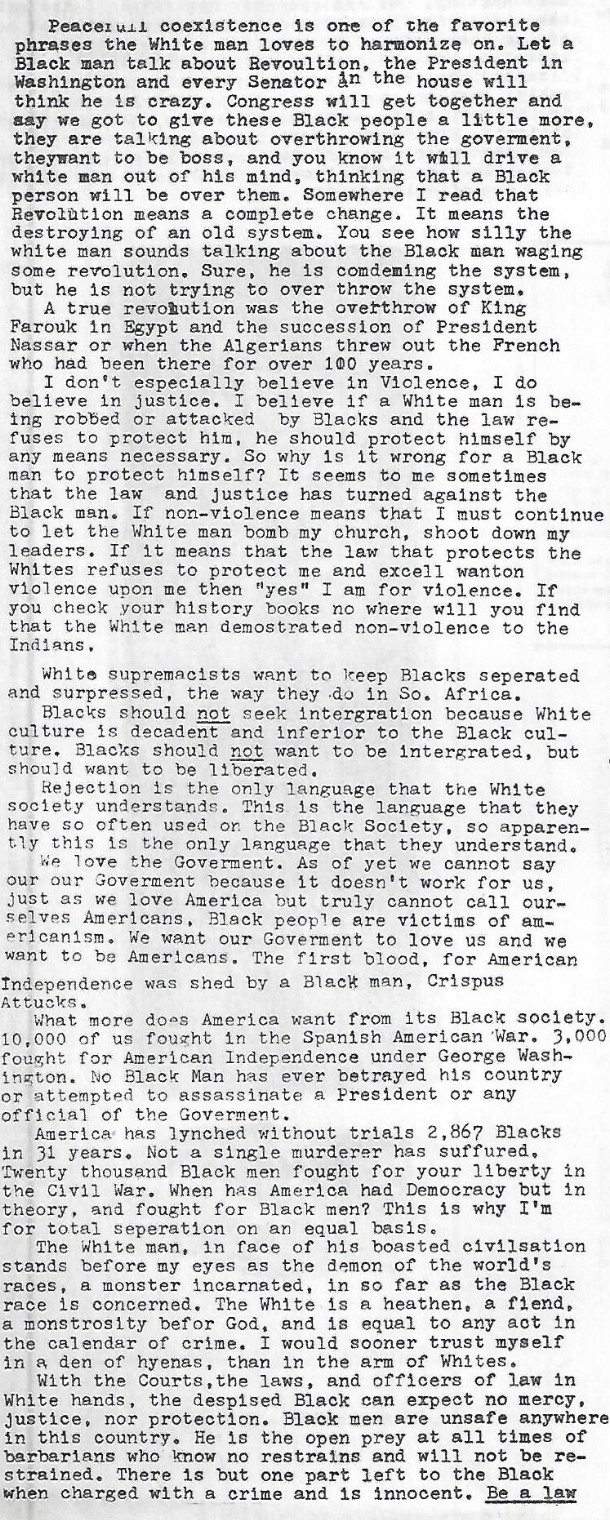 Peacefull coexistence is one of the favorite
phrases the White man loves to harmonize on. Let a
Black man talk about Revoultion, the President in
Washington and every Senator in the house will
think he is crazy. Congress will get together and
say we got to give these Black people a little more,
they are talking about overthrowing the goverment,
theywant to be boss, and you know it will drive a
white man out of his mind, thinking that a Black
person will be over them. Somewhere I read that
Revolution means a complete change. It means the
destroying of an old system. You see how silly the
white man sounds talking about the Black man waging
some revolution. Sure, he is comdeming the system,
but he is not trying to over throw the system.
A true revolution was the overthrow of King
Farouk in Egypt and the succession of President
Nassar or when the Algerians threw out the French
who had been there for over 100 years.
I don't especially believe in Violence, I do
believe in justice. I believe if a White man is be-
ing robbed or attacked by Blacks and the law re-
fuses to protect him, he should protect himself by
any means necessary. So why is it wrong for a Black
man to protect himself? It seems to me sometimes
that the law and justice has turned against the
Black man. If non-violence means that I must continue
to let the White man bomb my church, shoot down my
leaders. If it means that the law that protects the
Whites refuses to protect me and excell wanton
violence upon me then "yes" I am for violence. If
you check your history books no where will you find
that the White man demostrated non-violence to the
Indians.
White supremacists want to keep Blacks seperated
and surpressed, the way they do in So. Africa.
Blacks should not seek intergration because White
culture is decadent and inferior to the Black cul-
ture. Blacks should not want to be intergrated, but
should want to be liberated.
Rejection is the only language that the White
society understands. This is the language that they
have so often used on the Black Society, so apparen-
tly this is the only language that they understand.
We love the Goverment. As of yet we cannot say
our our Goverment because it doesn't work for us,
just as we love America but truly cannot call our-
selves Americans, Black people are victims of am-
ericanism. We want our Goverment to love us and we
want to be Americans. The first blood, for American
Independence was shed by a Black man, Crispus
Attucks.
What more does America want from its Black society.
10,000 of us fought in the Spanish American War. 3,000
fought for American Independence under George Wash-
ington. No Black Man has ever betrayed his country
or attempted to assassinate a President or any
official of the Goverment.
America has lynched without trials 2,867 Blacks
in 31 years. Not a single murderer has suffured,
Twenty thousand Black men fought for your liberty in
the Civil War. When has America had Democracy but in
theory, and fought for Black men? This is why I'm
for total seperation on an equal basis.
The White man, in face of his boasted civilsation
stands before my eyes as the demon of the world's
races, a monster incarnated, in so far as the Black
race is concerned. The White is a heathen, a fiend,
a monstrosity befor God, and is equal to any act in
the calendar of crime. I would sooner trust myself
in a den of hyenas, than in the arm of Whites.
With the Courts,the laws, and officers of law in
White hands, the despised Black can expect no mercy,
justice, nor protection. Black men are unsafe anywhere
in this country. He is the open prey at all times of
barbarians who know no restrains and will not be re-
strained. There is but one part left to the Black
when charged with a crime and is innocent. Be a law